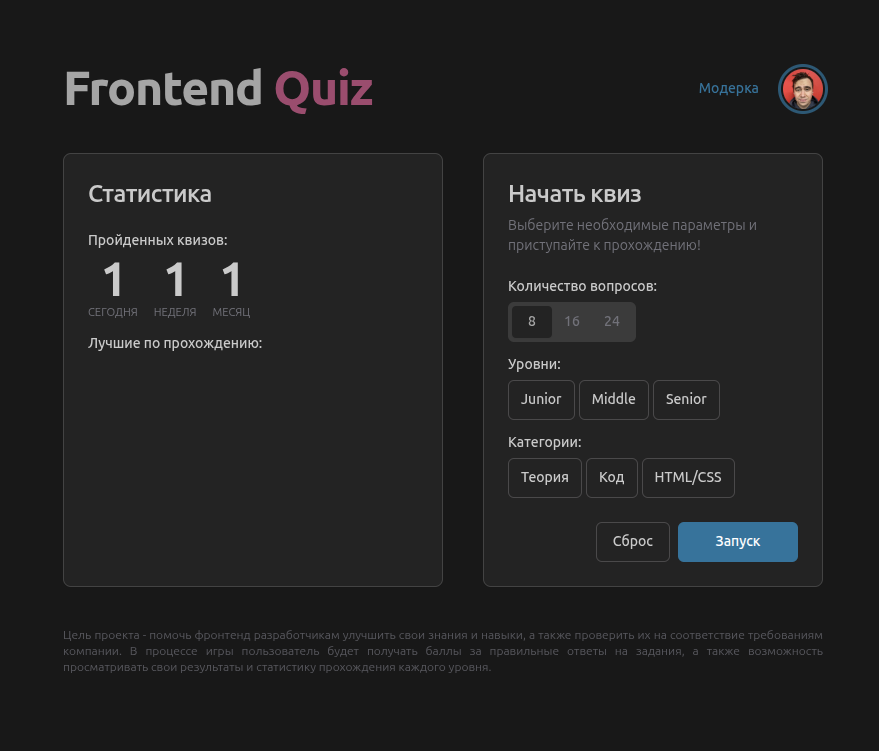 Frontend Quiz
Модерка
Статистика
Пройденных квизов:
1 1 1
СЕГОДНЯ НЕДЕЛЯ МЕСЯЦ
Лучшие по прохождению:
Начать квиз
Выберите необходимые параметры и
приступайте к прохождению!
Количество вопросов:
8 16 24
Уровни:
Junior Middle Senior
Категории:
Теория Код HTML/CSS
Сброс Запуск
Цель проекта - помочь фронтенд разработчикам улучшить свои знания и навыки, а также проверить их на соответствие требованиям
компании. В процессе игры пользователь будет получать баллы за правильные ответы на задания, а также возможность
просматривать свои результаты и статистику прохождения каждого уровня.